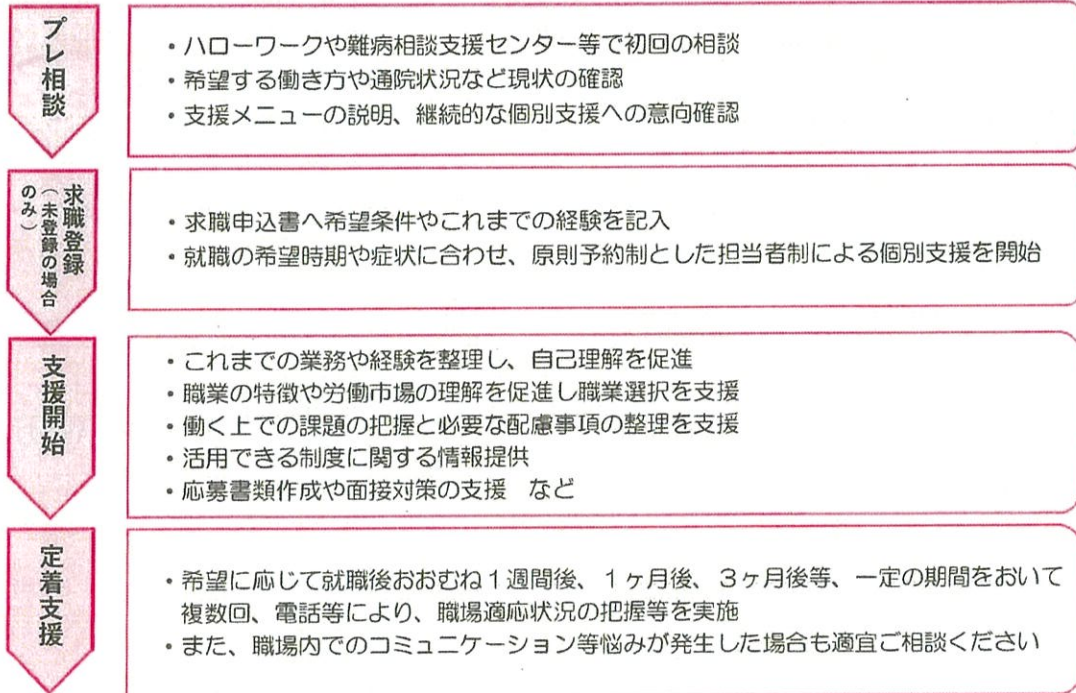 プレ相談
・ハローワークや難病相談支援センター等で初回の相談
・希望する働き方や通院状況など現状の確認
・支援メニューの説明、継続的な個別支援への意向確認
求職登録
（未登録の場合
のみ）
・求職申込書へ希望条件やこれまでの経験を記入
・就職の希望時期や症状に合わせ、原則予約制とした担当者制による個別支援を開始
支援開始
・これまでの業務や経験を整理し、自己理解を促進
・職業の特徴や労働市場の理解を促進し職業選択を支援
・働く上での課題の把握と必要な配慮事項の整理を支援
・活用できる制度に関する情報提供
・応募書類作成や面接対策の支援　など
定着支援
・希望に応じて就職後おおむね１週間後、１ヶ月後、３ヶ月後等、一定の期間をおいて
複数回、電話等により、職場適応状況の把握等を実施
・また、職場内でのコミュニケーション等悩みが発生した場合も適宜ご相談ください